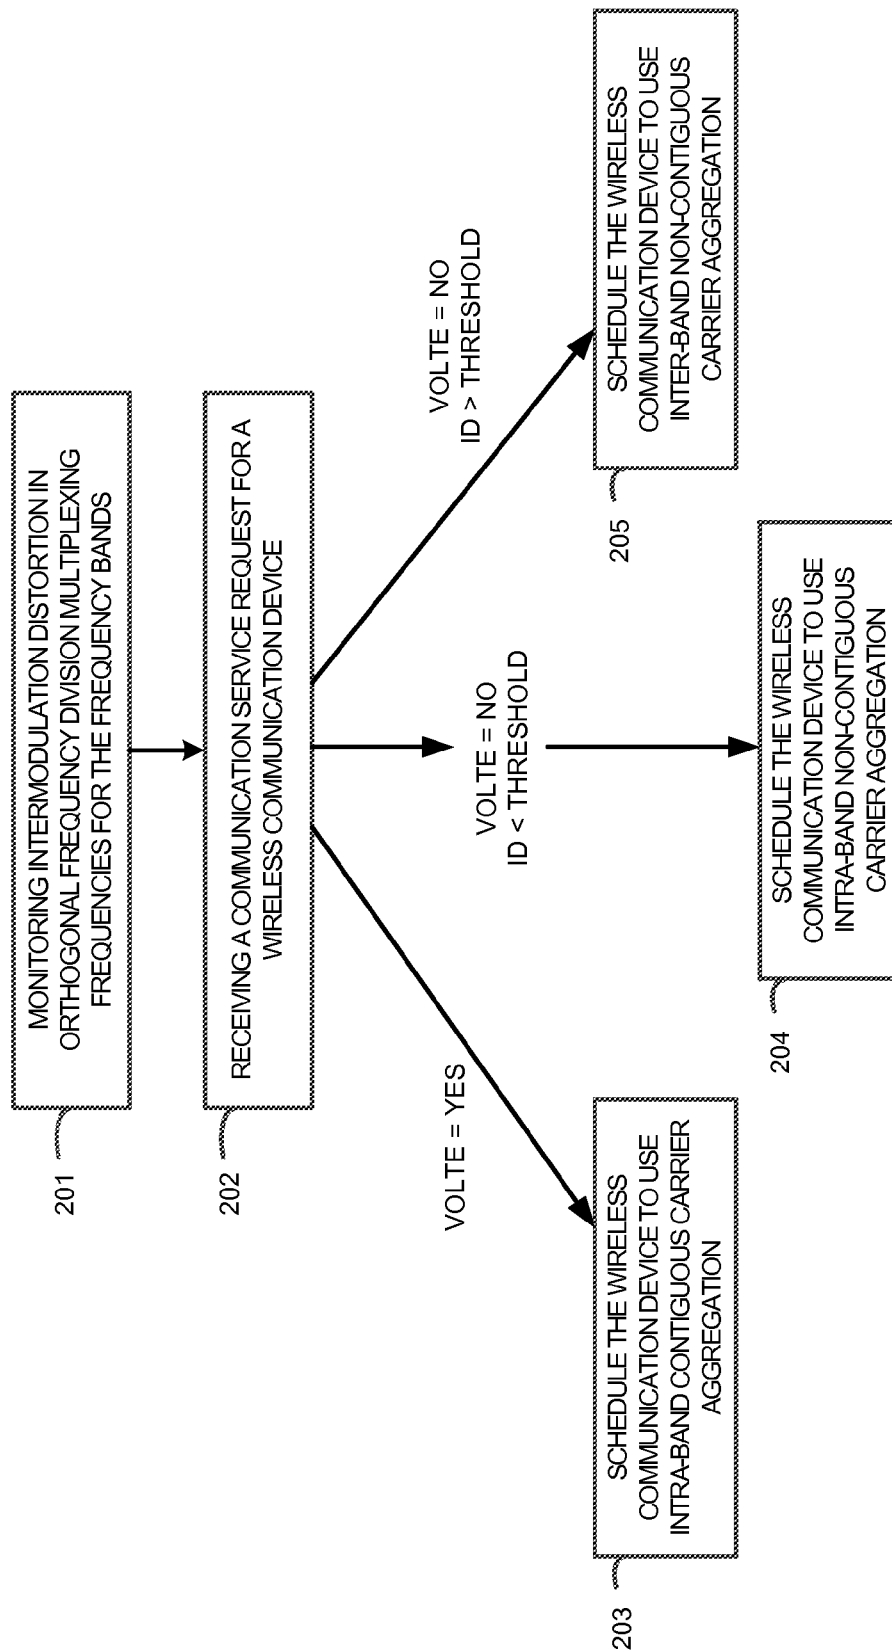 MONITORING INTERMODULATION DISTORTION IN
ORTHOGONAL FREQUENCY DIVISION MULTIPLEXING
FREQUENCIES FOR THE FREQUENCY BANDS
201
RECEIVING A COMMUNICATION SERVICE REQUEST FOR A
WIRELESS COMMUNICATION DEVICE
202
VOLTE = YES
VOLTE = NO
ID < THRESHOLD
VOLTE = NO
ID > THRESHOLD
SCHEDULE THE WIRELESS
COMMUNICATION DEVICE TO USE
INTRA-BAND CONTIGUOUS CARRIER
AGGREGATION
203
SCHEDULE THE WIRELESS
COMMUNICATION DEVICE TO USE
INTRA-BAND NON-CONTIGUOUS
CARRIER AGGREGATION
204
SCHEDULE THE WIRELESS
COMMUNICATION DEVICE TO USE
INTER-BAND NON-CONTIGUOUS
CARRIER AGGREGATION
205